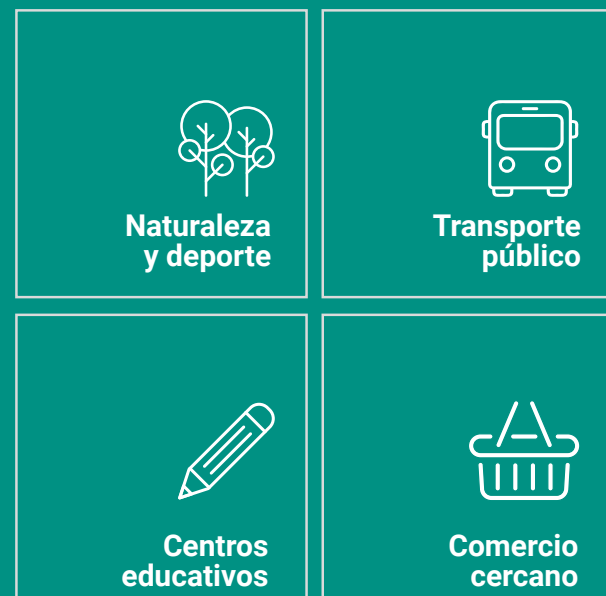 Naturaleza
y deporte
Transporte
público
Centros
educativos
Comercio
cercano